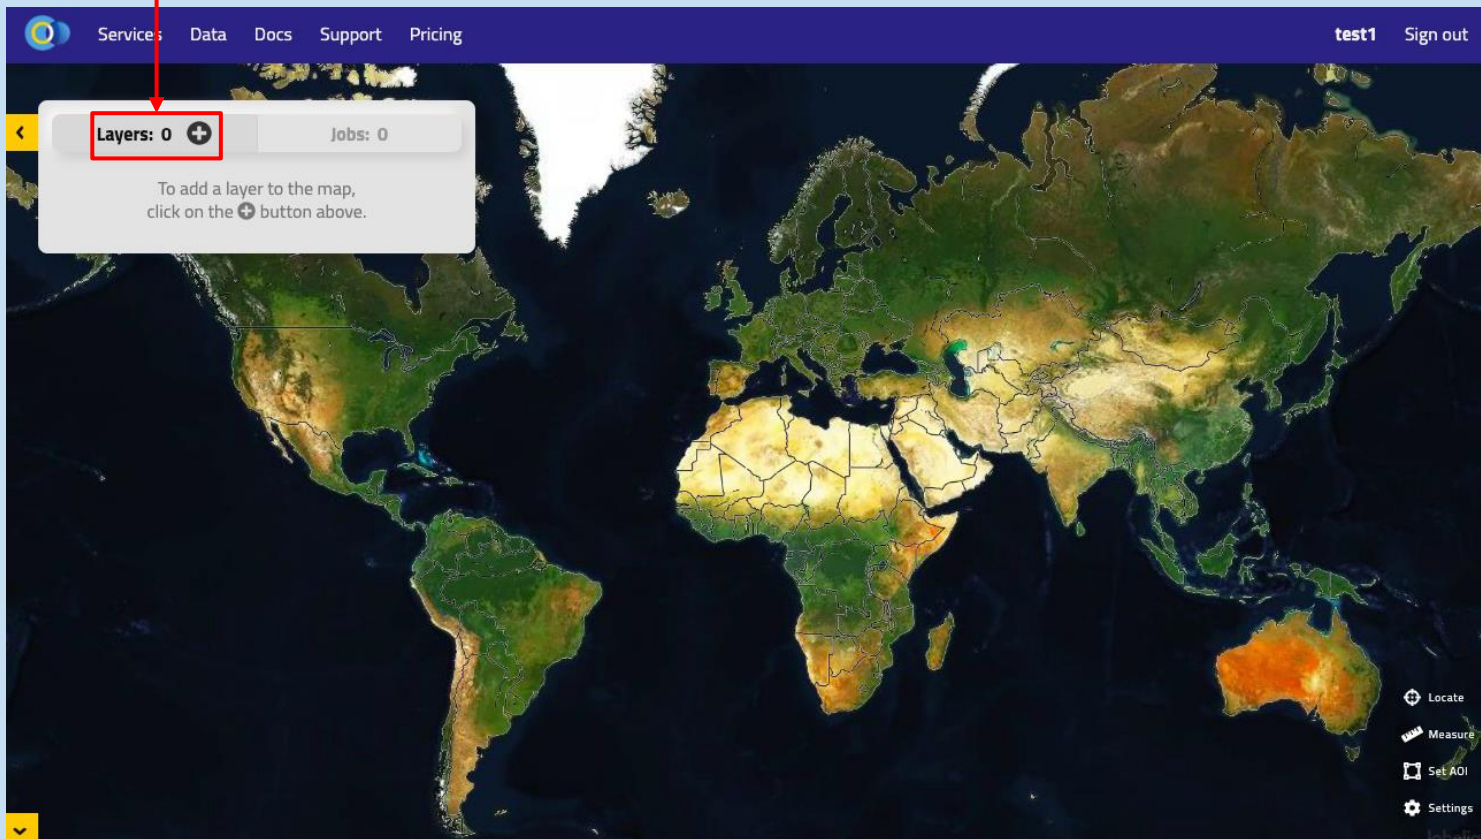 Services Data Docs Support Pricing test1 Sign out
Layers: 0 Jobs: 0
To add a layer to the map,
click on the button above.
Locate
Measure
Set AOI
Settings